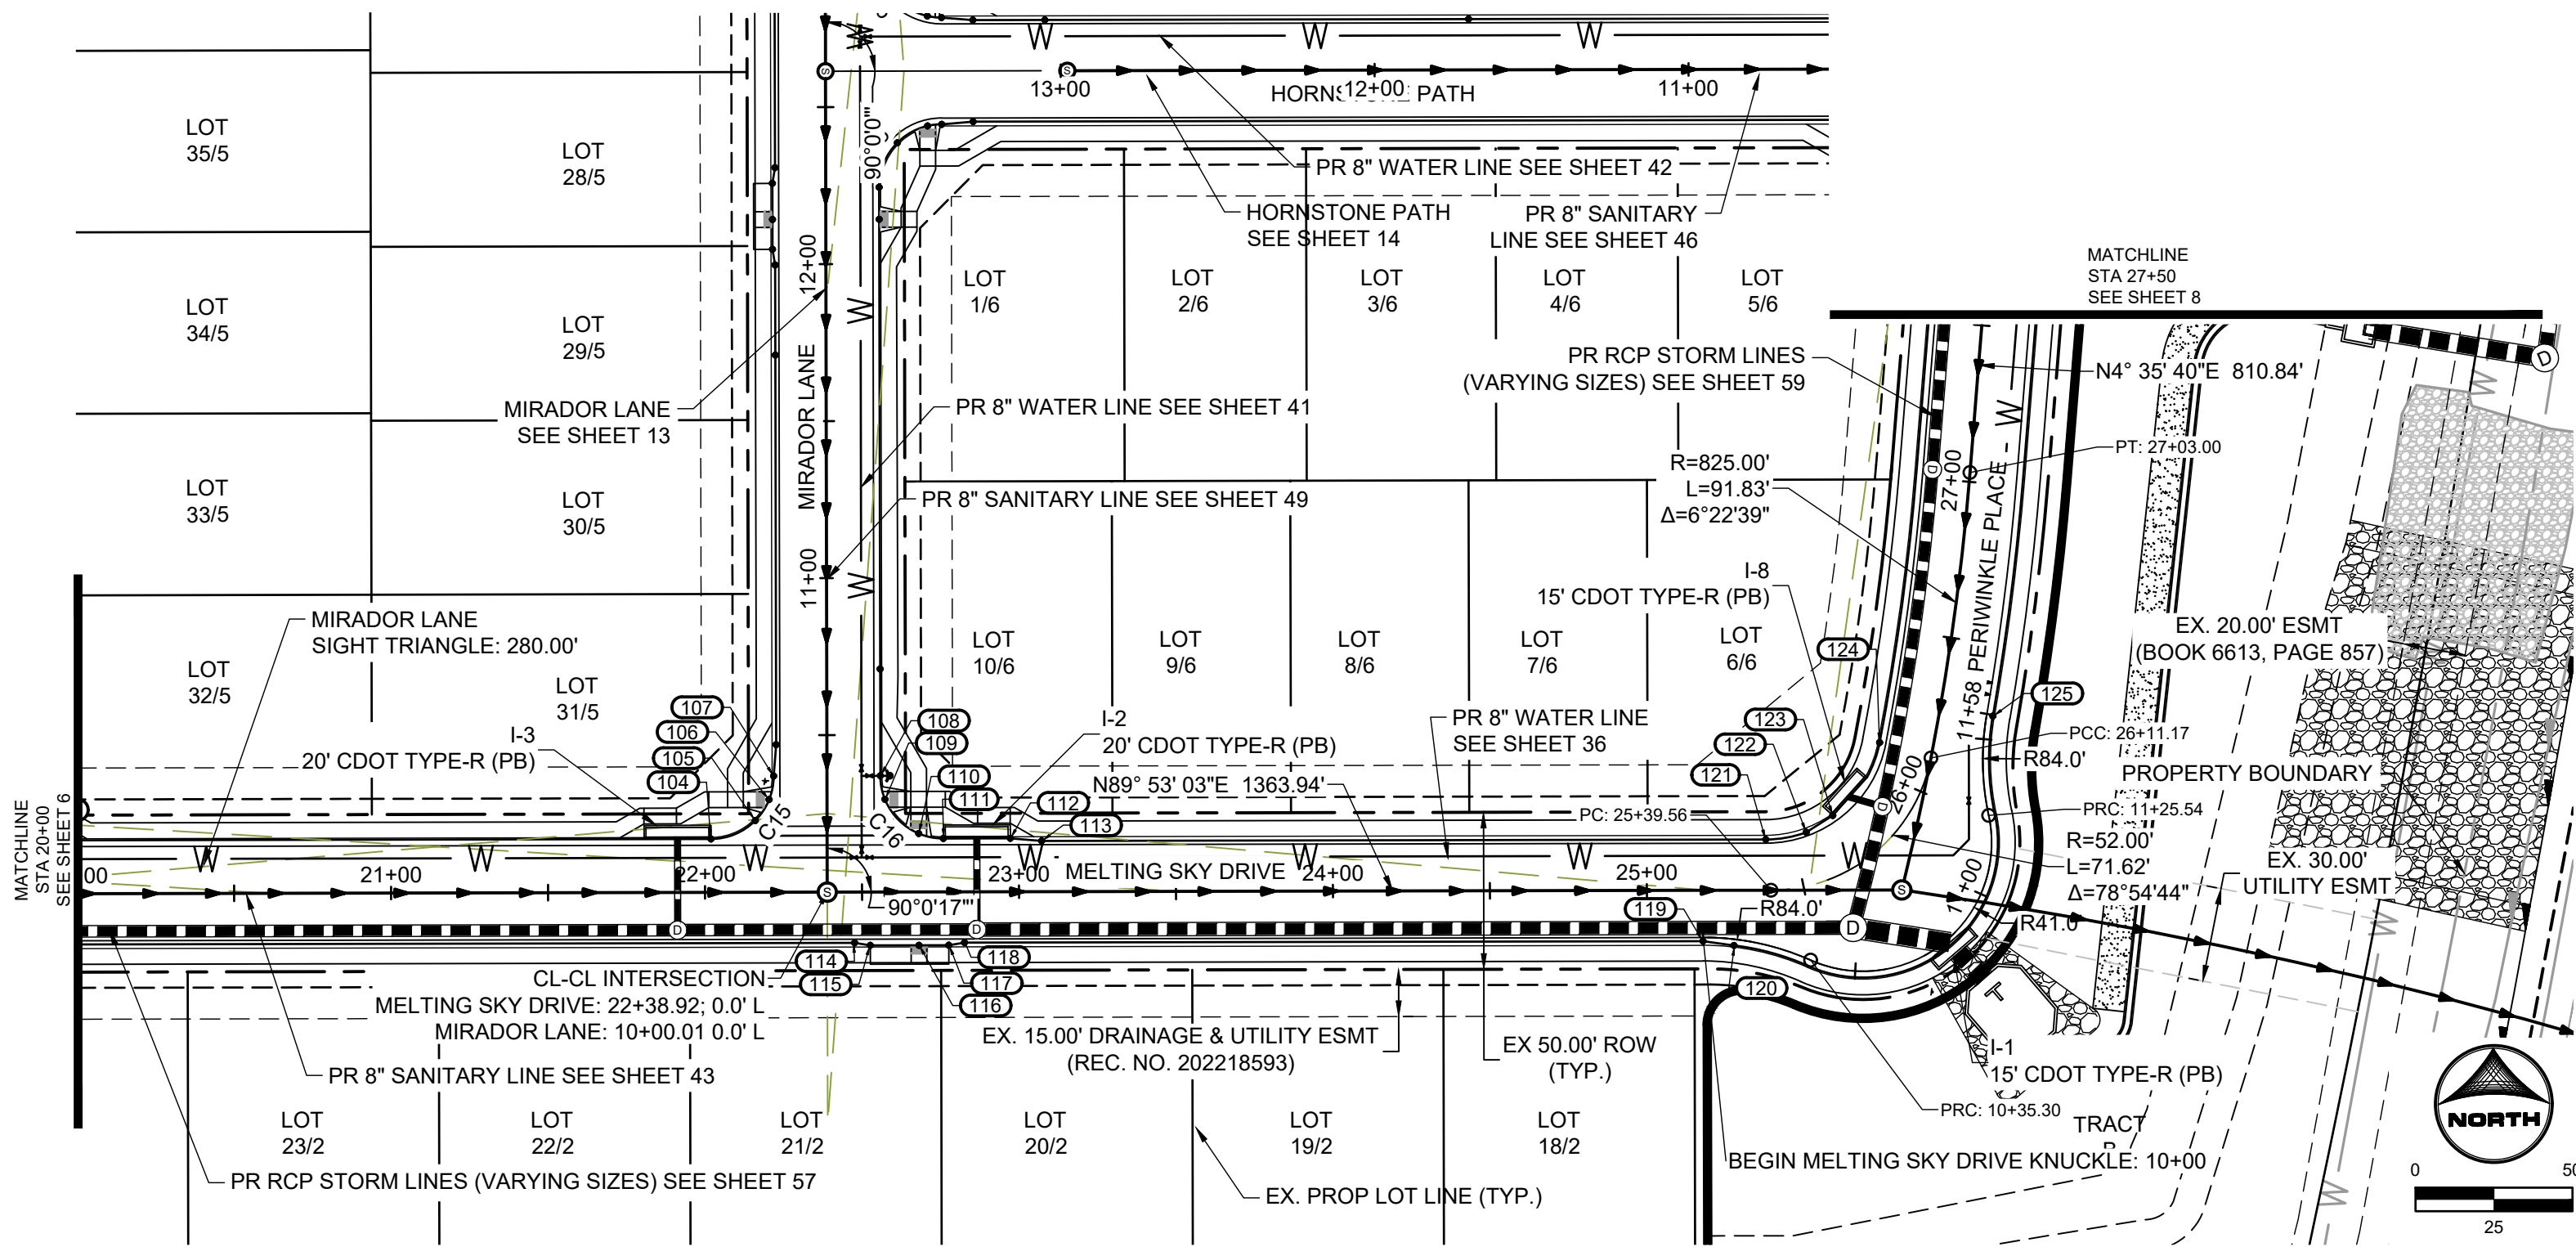 LOT
35/5
LOT
28/5
LOT
34/5
LOT
29/5
LOT
33/5
LOT
30/5
LOT
32/5
LOT
31/5
MIRADOR LANE
SEE SHEET 13
MIRADOR LANE
SIGHT TRIANGLE: 280.00'
I-3
20' CDOT TYPE-R (PB)
107
106
105
104
MATCHLINE
STA 20+00
SEE SHEET 6
12+00
MIRADOR LANE
11+00
90°0'0.0"
W
W
W
W
W
W
S
S
13+00
12+00
11+00
HORNSTONE PATH
PR 8" WATER LINE SEE SHEET 42
HORNSTONE PATH
SEE SHEET 14
PR 8" SANITARY
LINE SEE SHEET 46
LOT
1/6
LOT
2/6
LOT
3/6
LOT
4/6
LOT
5/6
MATCHLINE
STA 27+50
SEE SHEET 8
PR RCP STORM LINES
(VARYING SIZES) SEE SHEET 59
N4° 35' 40"E 810.84'
PR 8" WATER LINE SEE SHEET 41
PR 8" SANITARY LINE SEE SHEET 49
R=825.00'
L=91.83'
Δ=6°22'39"
PT: 27+03.00
27+00
PERIWINKLE PLACE
11+58
W
D
D
I-8
15' CDOT TYPE-R (PB)
LOT
10/6
LOT
9/6
LOT
8/6
LOT
7/6
LOT
6/6
124
123
122
121
125
EX. 20.00' ESMT
(BOOK 6613, PAGE 857)
108
109
110
111
112
113
I-2
20' CDOT TYPE-R (PB)
N89° 53' 03"E 1363.94'
PR 8" WATER LINE
SEE SHEET 36
PC: 25+39.56
26+00
PCC: 26+11.17
R84.0'
PROPERTY BOUNDARY
PRC: 11+25.54
R=52.00'
L=71.62'
Δ=78°54'44"
EX. 30.00'
UTILITY ESMT
C15
C16
W
W
W
W
W
W
W
00
21+00
22+00
23+00
MELTING SKY DRIVE
24+00
25+00
S
S
90°0'17"
119
R84.0'
11+00
R41.0'
D
D
D
D
D
114
115
118
117
116
120
CL-CL INTERSECTION
MELTING SKY DRIVE: 22+38.92; 0.0' L
MIRADOR LANE: 10+00.01 0.0' L
PR 8" SANITARY LINE SEE SHEET 43
EX. 15.00' DRAINAGE & UTILITY ESMT
(REC. NO. 202218593)
EX 50.00' ROW
(TYP.)
I-1
15' CDOT TYPE-R (PB)
PRC: 10+35.30
TRACT
BEGIN MELTING SKY DRIVE KNUCKLE: 10+00
LOT
23/2
LOT
22/2
LOT
21/2
LOT
20/2
LOT
19/2
LOT
18/2
PR RCP STORM LINES (VARYING SIZES) SEE SHEET 57
EX. PROP LOT LINE (TYP.)
W
W
W
T
NORTH
0
50
25